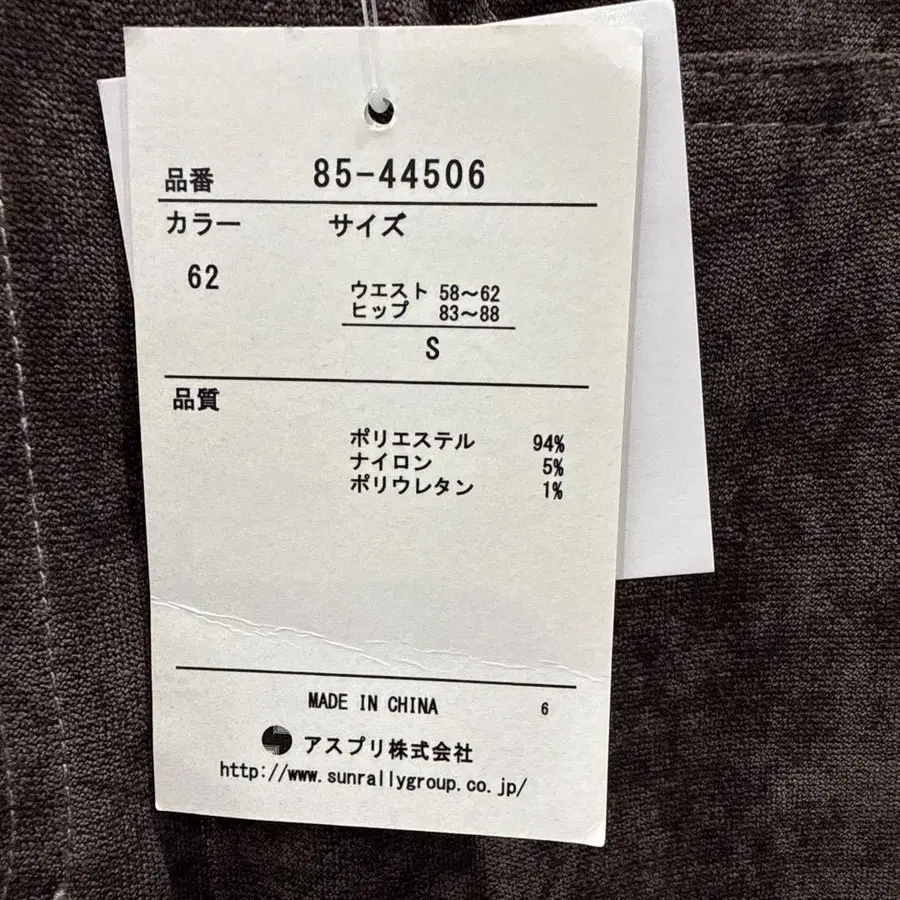 品番 85-44506
カラー サイズ
62
ウエスト 58～62
ヒップ 83～88
S
品質
ポリエステル 94%
ナイロン 5%
ポリウレタン 1%
MADE IN CHINA 6
アスプリ株式会社
http://www.sunrallygroup.co.jp/